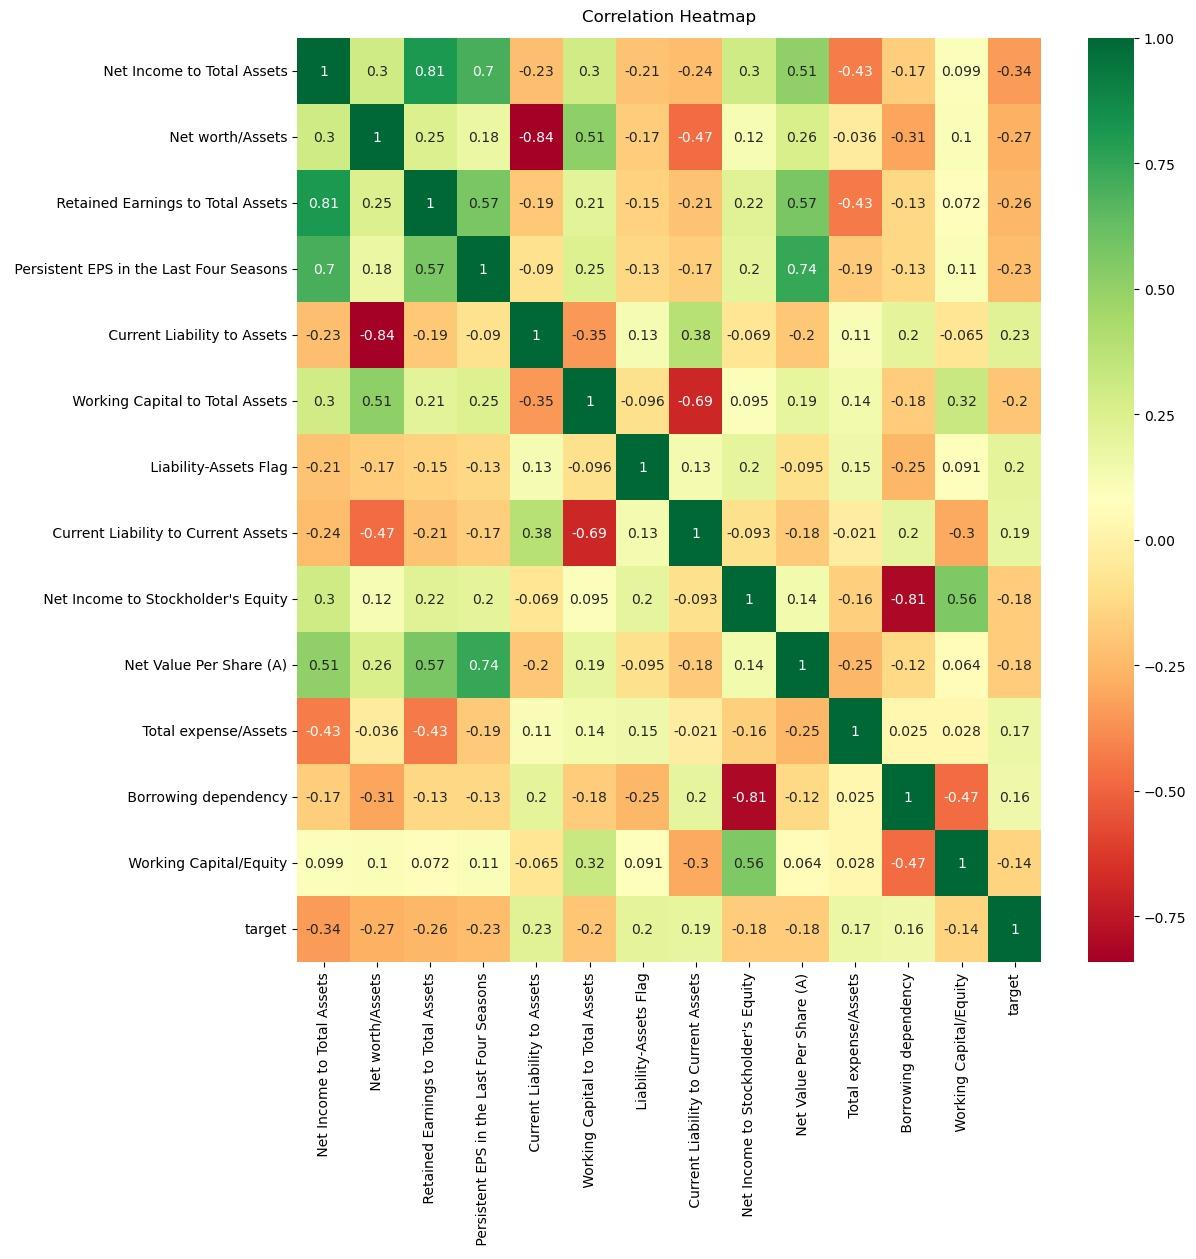 Correlation Heatmap
Net Income to Total Assets 1 0.3 0.81 0.7 -0.23 0.3 -0.21 -0.24 0.3 0.51 -0.43 -0.17 0.099 -0.34
Net worth/Assets 0.3 1 0.25 0.18 -0.84 0.51 -0.17 -0.47 0.12 0.26 -0.036 -0.31 0.1 -0.27
Retained Earnings to Total Assets 0.81 0.25 1 0.57 -0.19 0.21 -0.15 -0.21 0.22 0.57 -0.43 -0.13 0.072 -0.26
Persistent EPS in the Last Four Seasons 0.7 0.18 0.57 1 -0.09 0.25 -0.13 -0.17 0.2 0.74 -0.19 -0.13 0.11 -0.23
Current Liability to Assets -0.23 -0.84 -0.19 -0.09 1 -0.35 0.13 0.38 -0.069 -0.2 0.11 0.2 -0.065 0.23
Working Capital to Total Assets 0.3 0.51 0.21 0.25 -0.35 1 -0.096 -0.69 0.095 0.19 0.14 -0.18 0.32 -0.2
Liability-Assets Flag -0.21 -0.17 -0.15 -0.13 0.13 -0.096 1 0.13 0.2 -0.095 0.15 -0.25 0.091 0.2
Current Liability to Current Assets -0.24 -0.47 -0.21 -0.17 0.38 -0.69 0.13 1 -0.093 -0.18 -0.021 0.2 -0.3 0.19
Net Income to Stockholder's Equity 0.3 0.12 0.22 0.2 -0.069 0.095 0.2 -0.093 1 0.14 -0.16 -0.81 0.56 -0.18
Net Value Per Share (A) 0.51 0.26 0.57 0.74 -0.2 0.19 -0.095 -0.18 0.14 1 -0.25 -0.12 0.064 -0.18
Total expense/Assets -0.43 -0.036 -0.43 -0.19 0.11 0.14 0.15 -0.021 -0.16 -0.25 1 0.025 0.028 0.17
Borrowing dependency -0.17 -0.31 -0.13 -0.13 0.2 -0.18 -0.25 0.2 -0.81 -0.12 0.025 1 -0.47 0.16
Working Capital/Equity 0.099 0.1 0.072 0.11 -0.065 0.32 0.091 -0.3 0.56 0.064 0.028 -0.47 1 -0.14
target -0.34 -0.27 -0.26 -0.23 0.23 -0.2 0.2 0.19 -0.18 -0.18 0.17 0.16 -0.14 1
Net Income to Total Assets
Net worth/Assets
Retained Earnings to Total Assets
Persistent EPS in the Last Four Seasons
Current Liability to Assets
Working Capital to Total Assets
Liability-Assets Flag
Current Liability to Current Assets
Net Income to Stockholder's Equity
Net Value Per Share (A)
Total expense/Assets
Borrowing dependency
Working Capital/Equity
target
1.00
0.75
0.50
0.25
0.00
−0.25
−0.50
−0.75